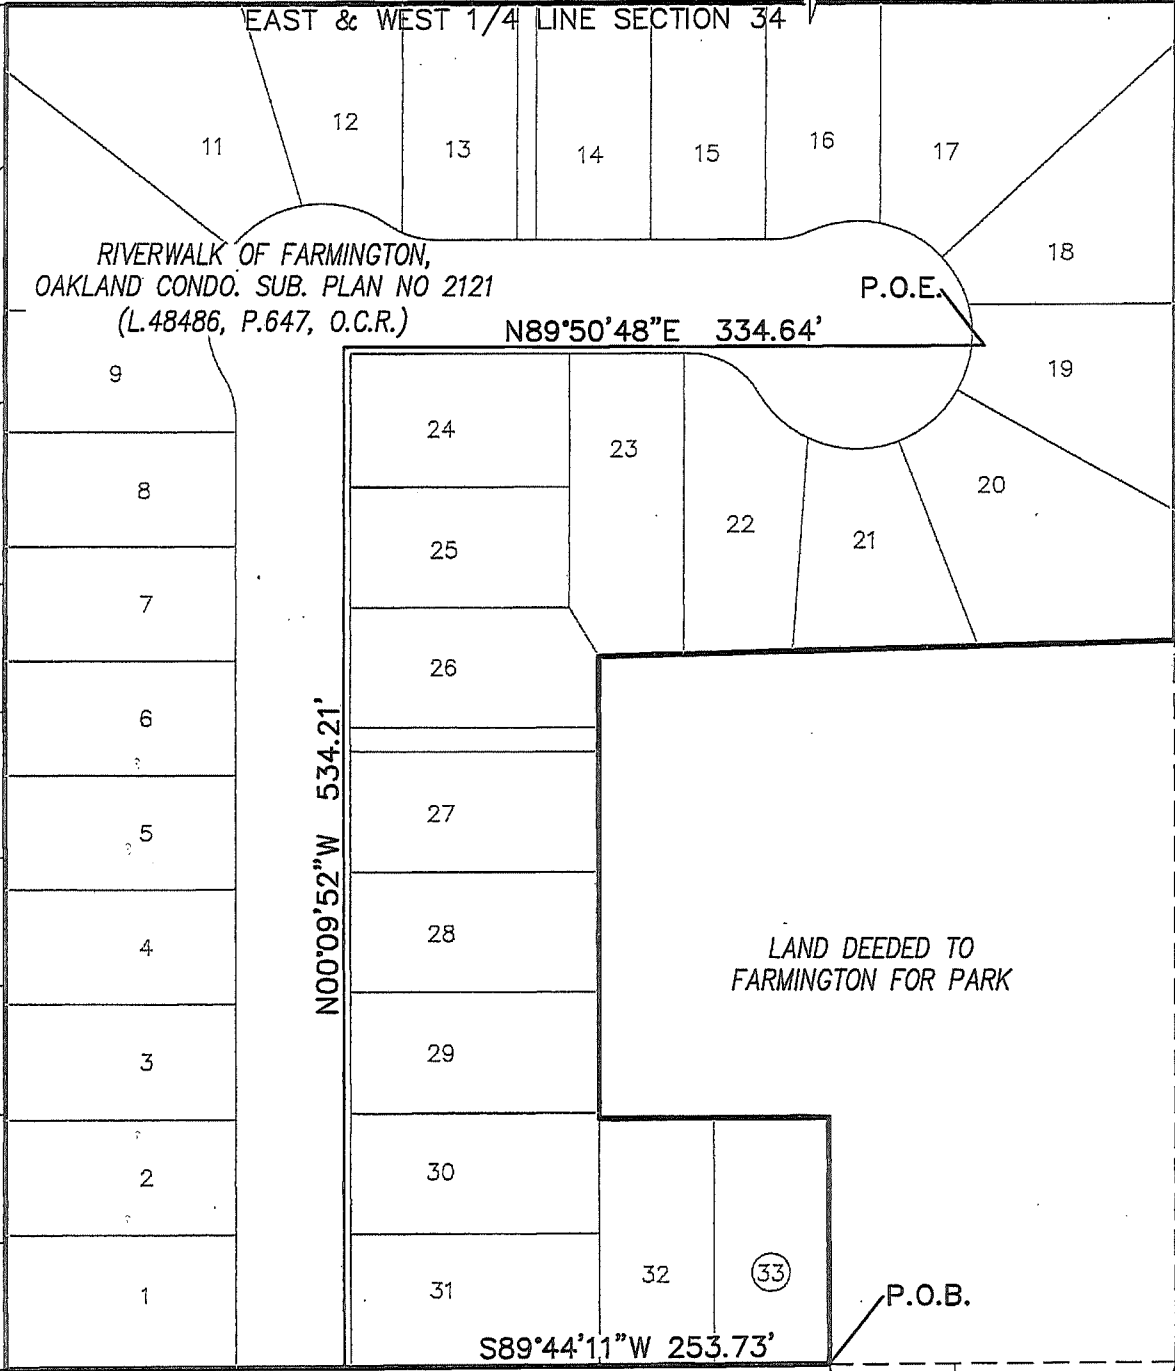 EAST & WEST 1/4 LINE SECTION 34
11
12
13
14
15
16
17
18
RIVERWALK OF FARMINGTON,
OAKLAND CONDO. SUB. PLAN NO 2121
(L.48486, P.647, O.C.R.)
P.O.E.
N89°50'48"E 334.64'
9
19
24
23
8
20
22
21
25
7
26
6
N00°09'52"W 534.21'
5
27
4
28
LAND DEEDED TO
FARMINGTON FOR PARK
3
29
2
30
1
31
32
33
P.O.B.
S89°44'11"W 253.73'